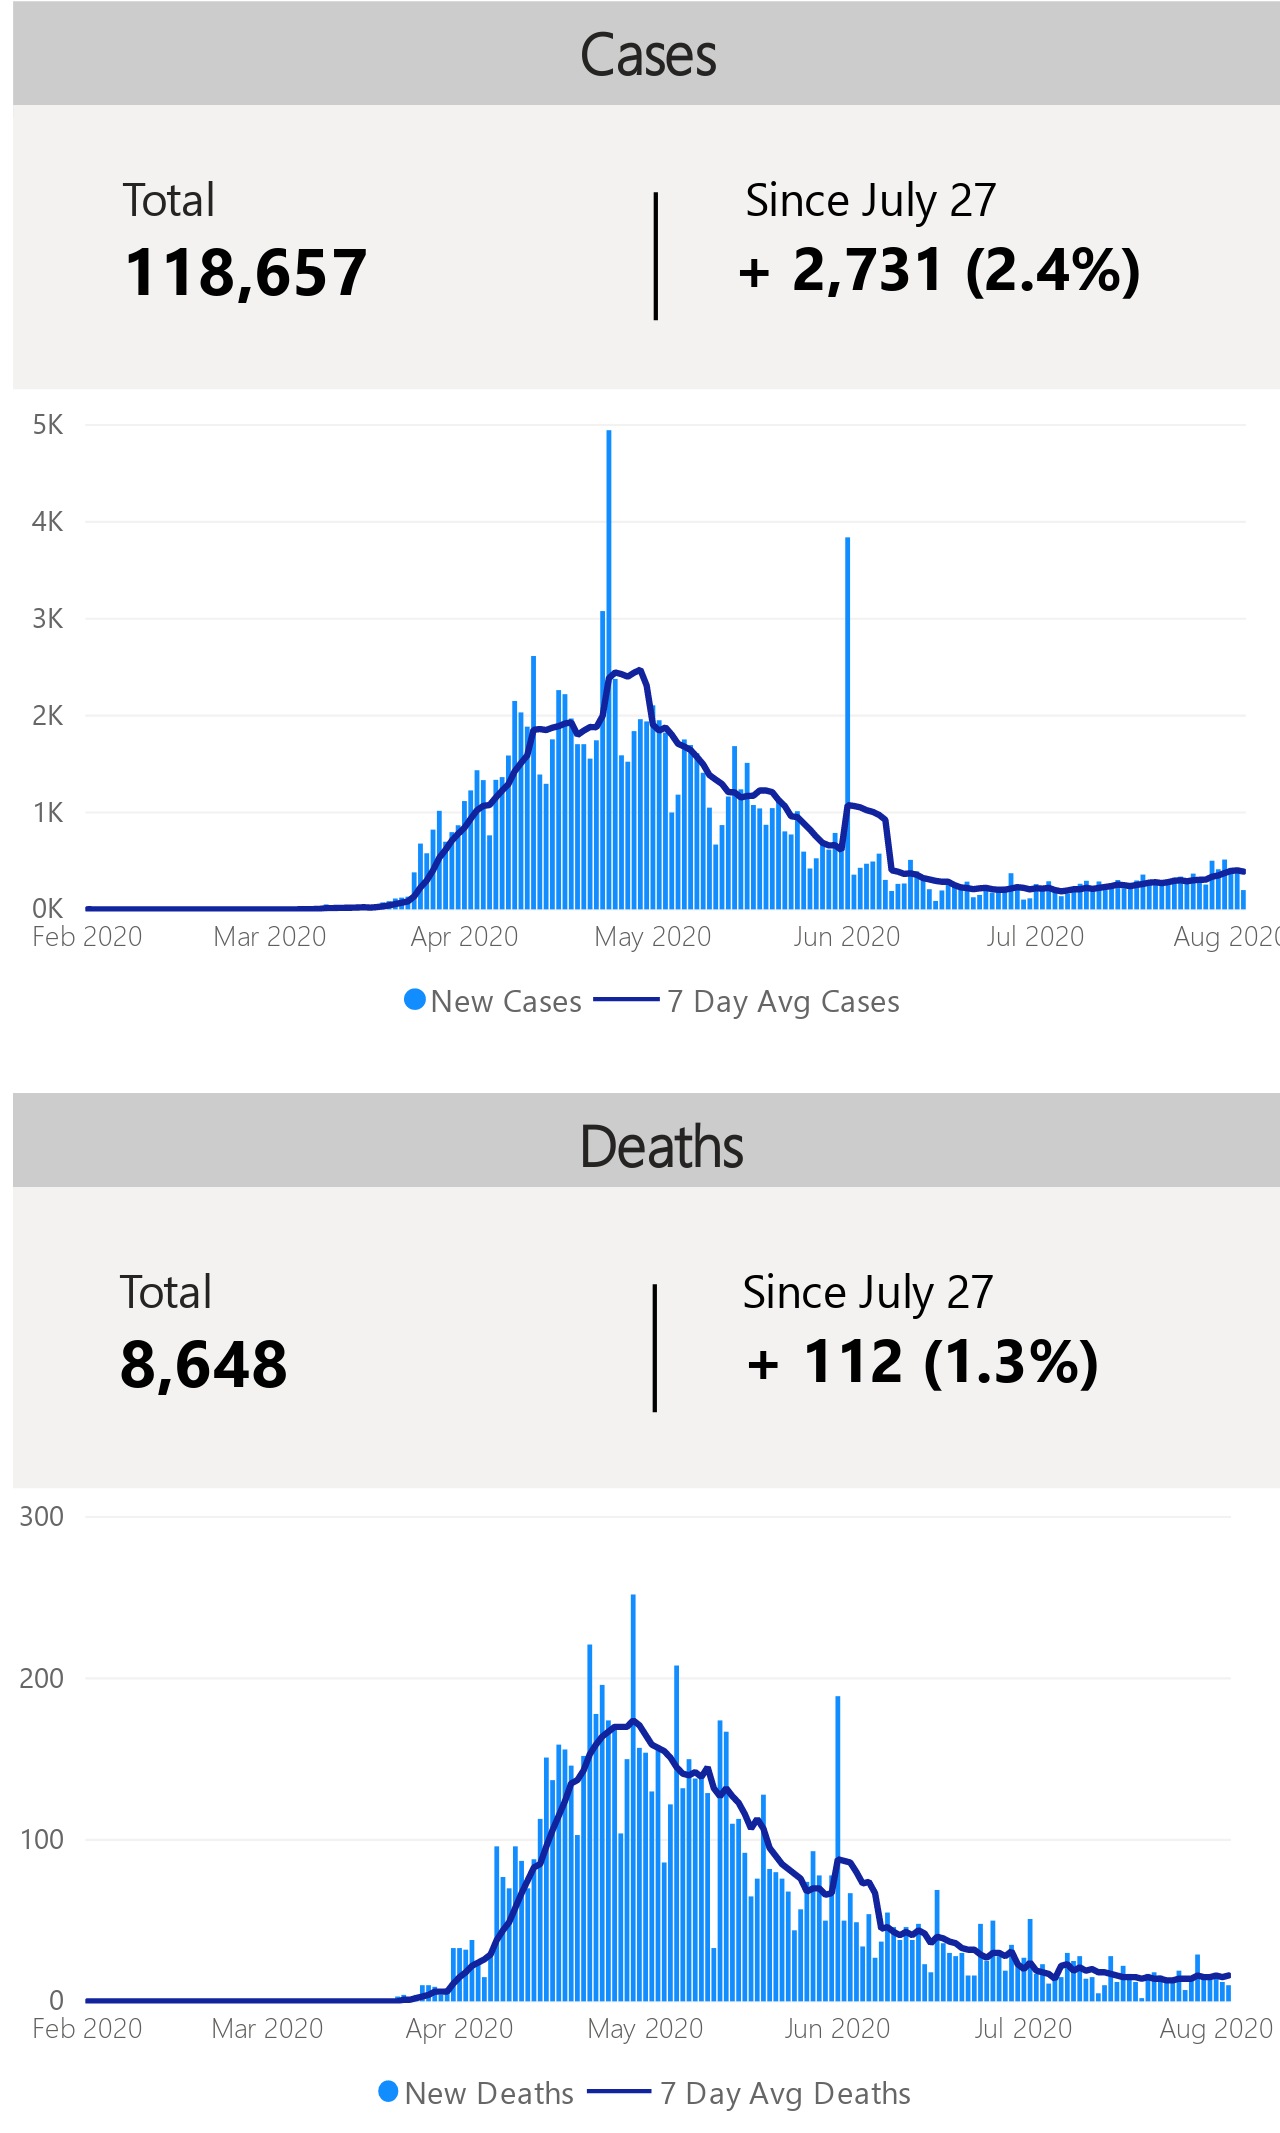 Cases
Total
Since July 27
118,657
+ 2,731 (2.4%)
5K
4K
3K
2K
1K
0K
Feb 2020 Mar 2020 Apr 2020 May 2020 Jun 2020 Jul 2020 Aug 2020
New Cases 7 Day Avg Cases
Deaths
Total
Since July 27
8,648
+ 112 (1.3%)
300
200
100
0
Feb 2020 Mar 2020 Apr 2020 May 2020 Jun 2020 Jul 2020 Aug 2020
New Deaths 7 Day Avg Deaths